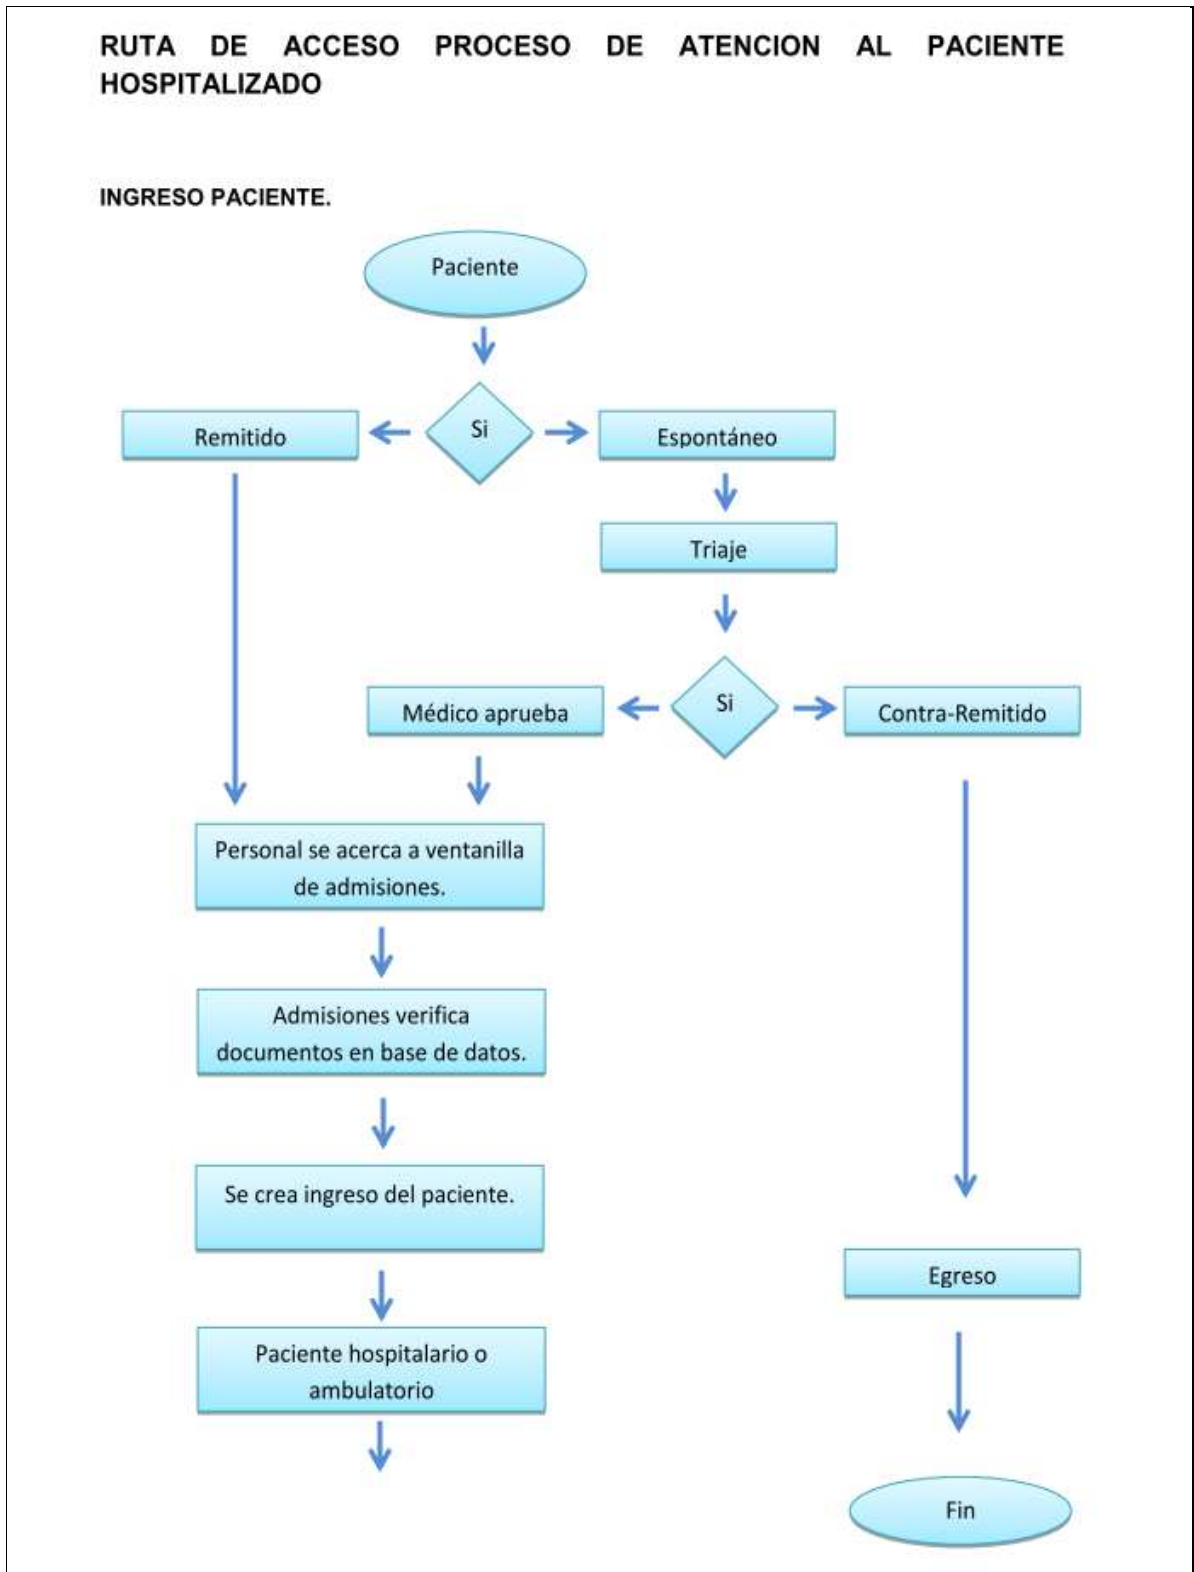 RUTA DE ACCESO PROCESO DE ATENCION AL PACIENTE
HOSPITALIZADO
INGRESO PACIENTE.
Paciente
Remitido
Si
Espontáneo
Triaje
Médico aprueba
Si
Contra-Remitido
Personal se acerca a ventanilla
de admisiones.
Admisiones verifica
documentos en base de datos.
Se crea ingreso del paciente.
Egreso
Paciente hospitalario o
ambulatorio
Fin